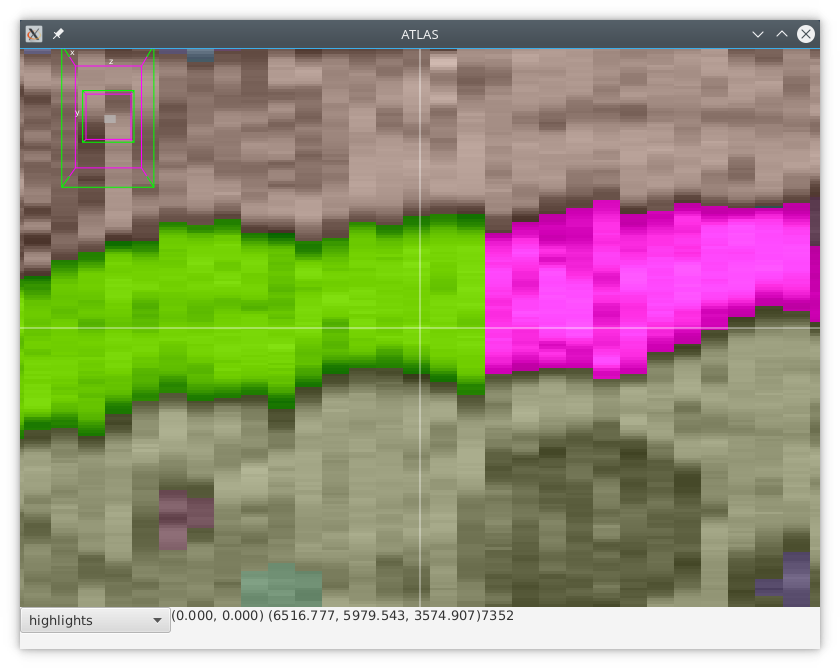 ATLAS
x
z
y
highlights
(0.000, 0.000) (6516.777, 5979.543, 3574.907)7352